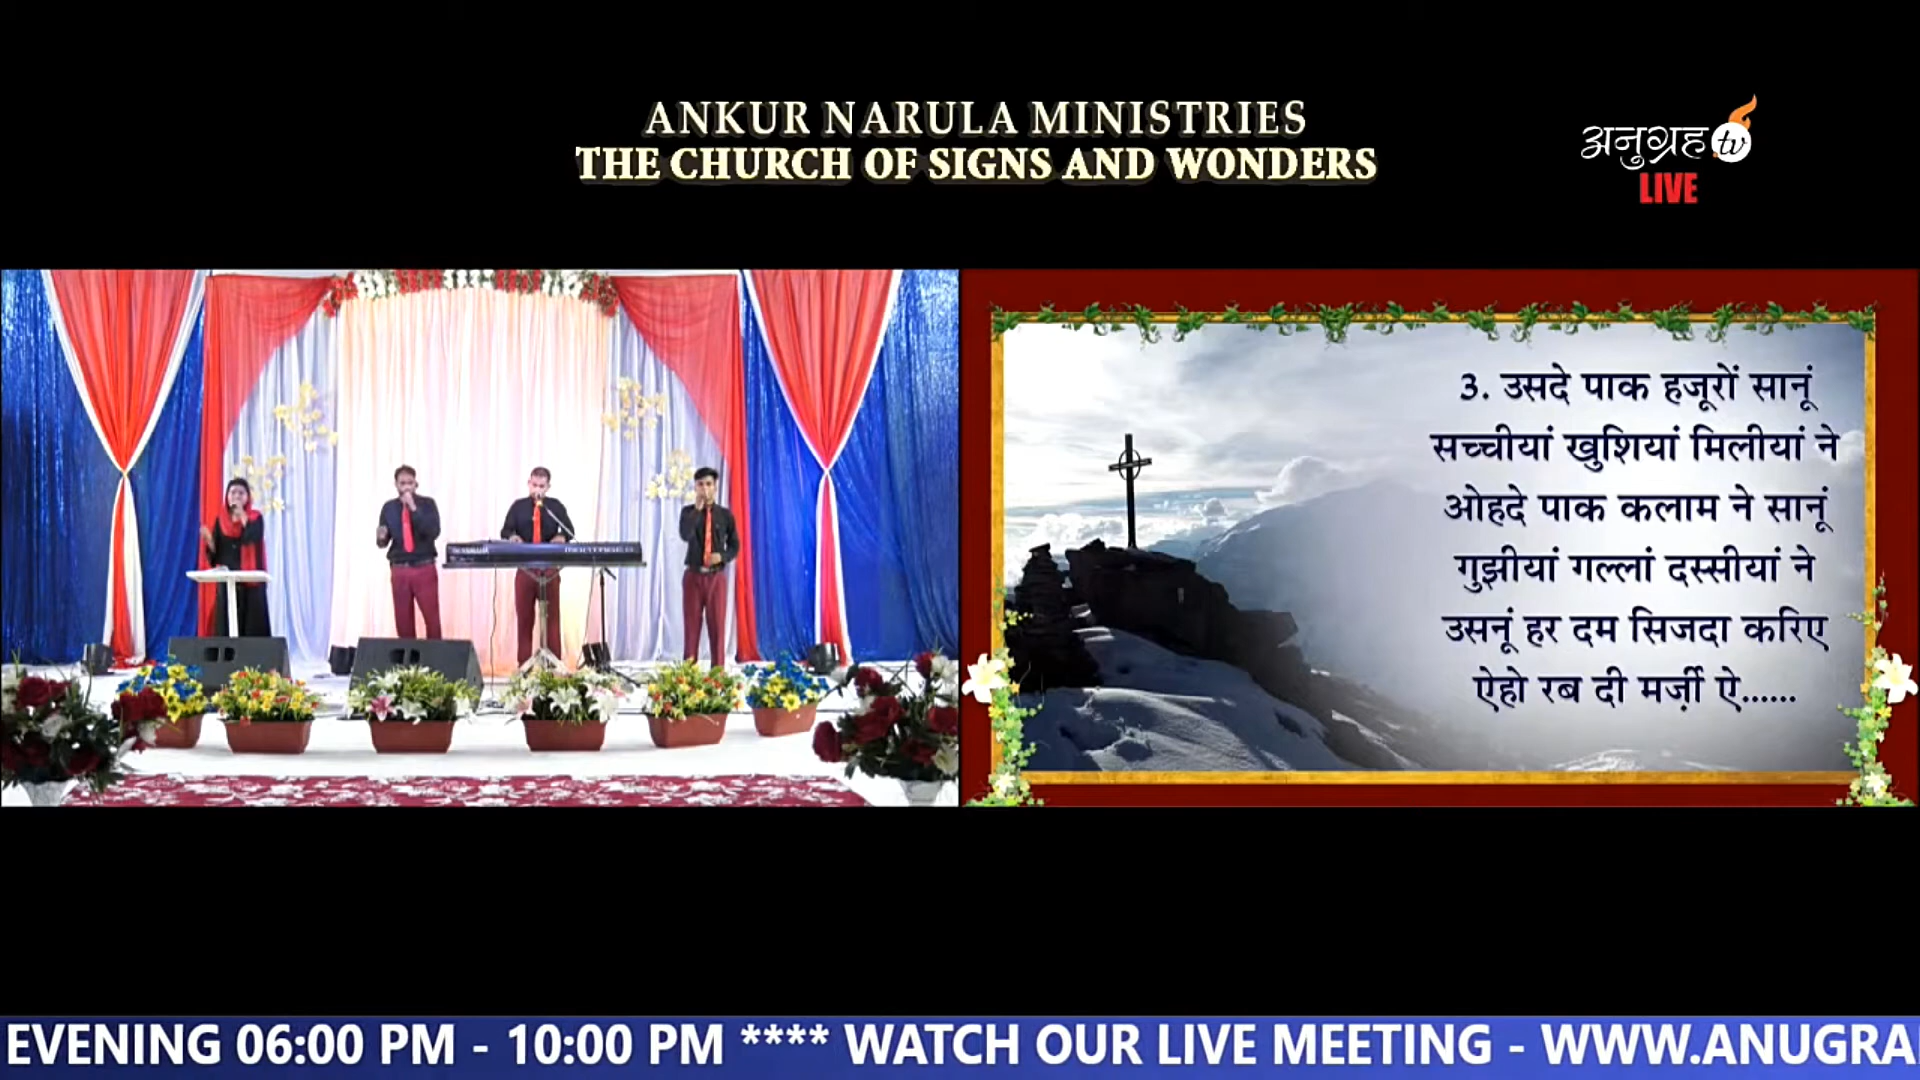 ANKUR NARULA MINISTRIES
THE CHURCH OF SIGNS AND WONDERS
अनुग्रह tv
LIVE
3. उसदे पाक हजूरों सानूं
सच्चीयां खुशियां मिलीयां ने
ओहदे पाक कलाम ने सानूं
गुझीयां गल्लां दस्सीयां ने
उसनूं हर दम सिजदा करिए
ऐहो रब दी मर्ज़ी ऐ......
EVENING 06:00 PM - 10:00 PM **** WATCH OUR LIVE MEETING - WWW.ANUGRA